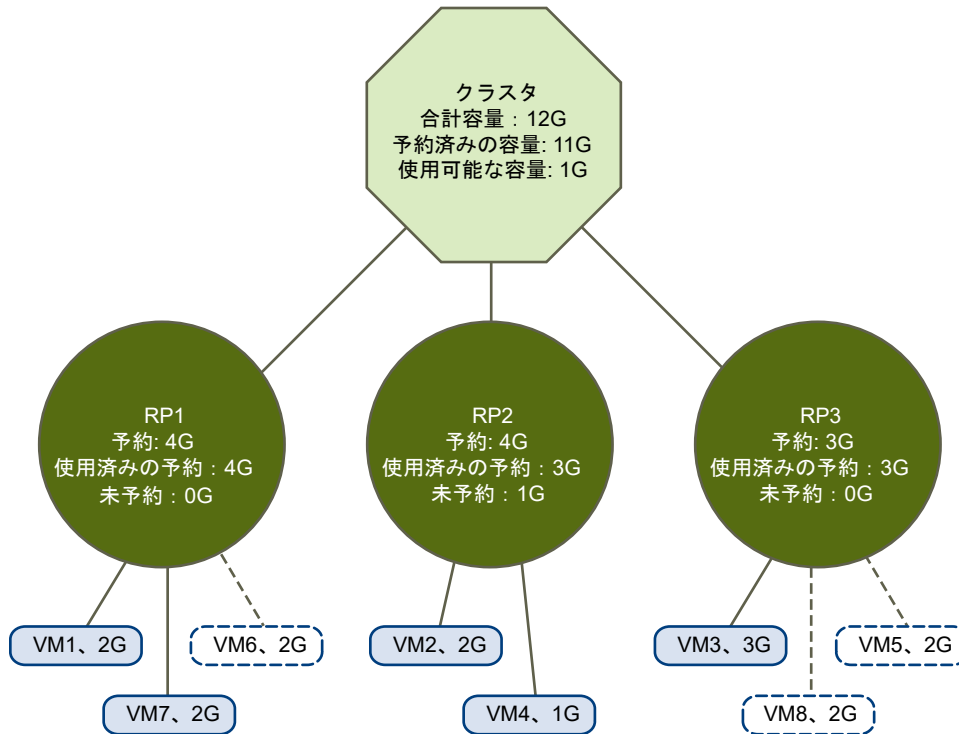 クラスタ
合計容量：12G
予約済みの容量: 11G
使用可能な容量: 1G
RP1
予約: 4G
使用済みの予約：4G
未予約：0G
RP2
予約: 4G
使用済みの予約：3G
未予約：1G
RP3
予約: 3G
使用済みの予約：3G
未予約：0G
VM1、2G
VM6、2G
VM2、2G
VM3、3G
VM5、2G
VM7、2G
VM4、1G
VM8、2G